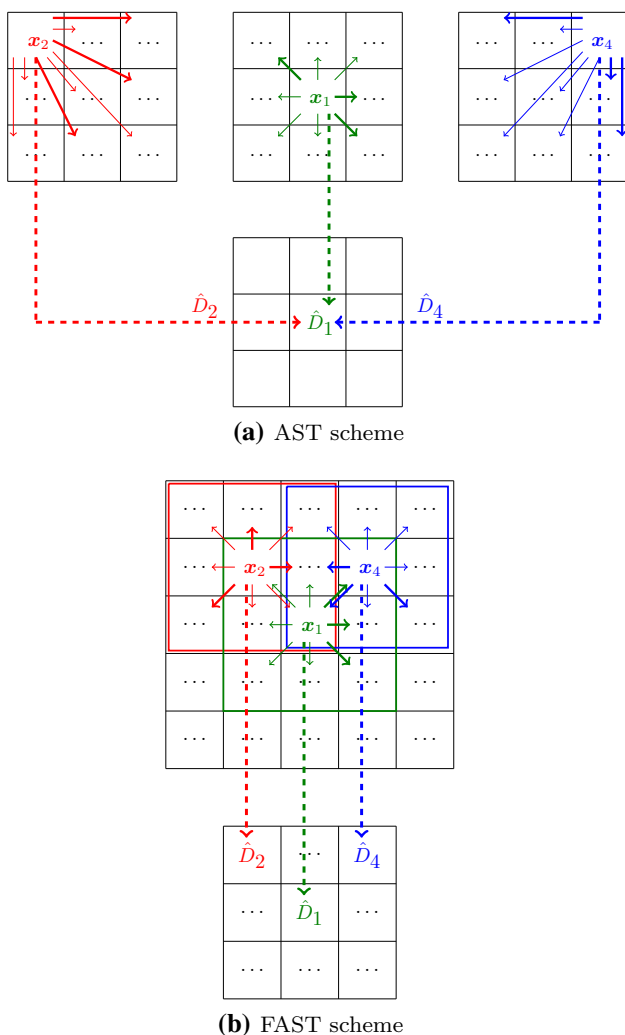 x₂ ··· ··· ··· ··· ··· ··· ··· x₄
··· ··· ··· x₁ ··· ··· ··· ···
··· ··· ··· ··· ··· ··· ··· ··· ···
D̂₂ D̂₁ D̂₄
(a) AST scheme
··· ··· ··· ··· ···
··· x₂ ··· x₄ ···
··· ··· x₁ ··· ···
··· ··· ··· ··· ···
··· ··· ··· ··· ···
D̂₂ ··· D̂₄
··· D̂₁ ···
··· ··· ···
(b) FAST scheme